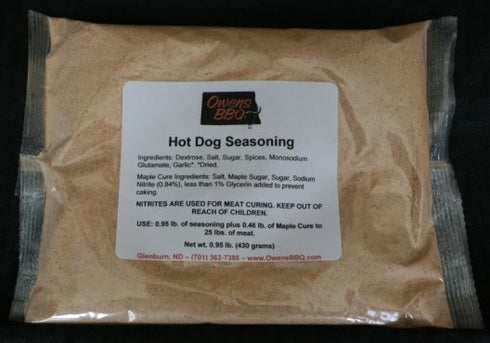 Owens
BBQ
Hot Dog Seasoning
Ingredients: Dextrose, Salt, Sugar, Spices, Monosodium
Glutamate, Garlic*. *Dried.
Maple Cure Ingredients: Salt, Maple Sugar, Sugar, Sodium
Nitrite (0.84%), less than 1% Glycerin added to prevent
caking.
NITRITES ARE USED FOR MEAT CURING. KEEP OUT OF
REACH OF CHILDREN.
USE: 0.95 lb. of seasoning plus 0.46 lb. of Maple Cure to
25 lbs. of meat.
Net wt. 0.95 lb. (430 grams)
Glenburn, ND – (701) 362-7386 – www.OwensBBQ.com